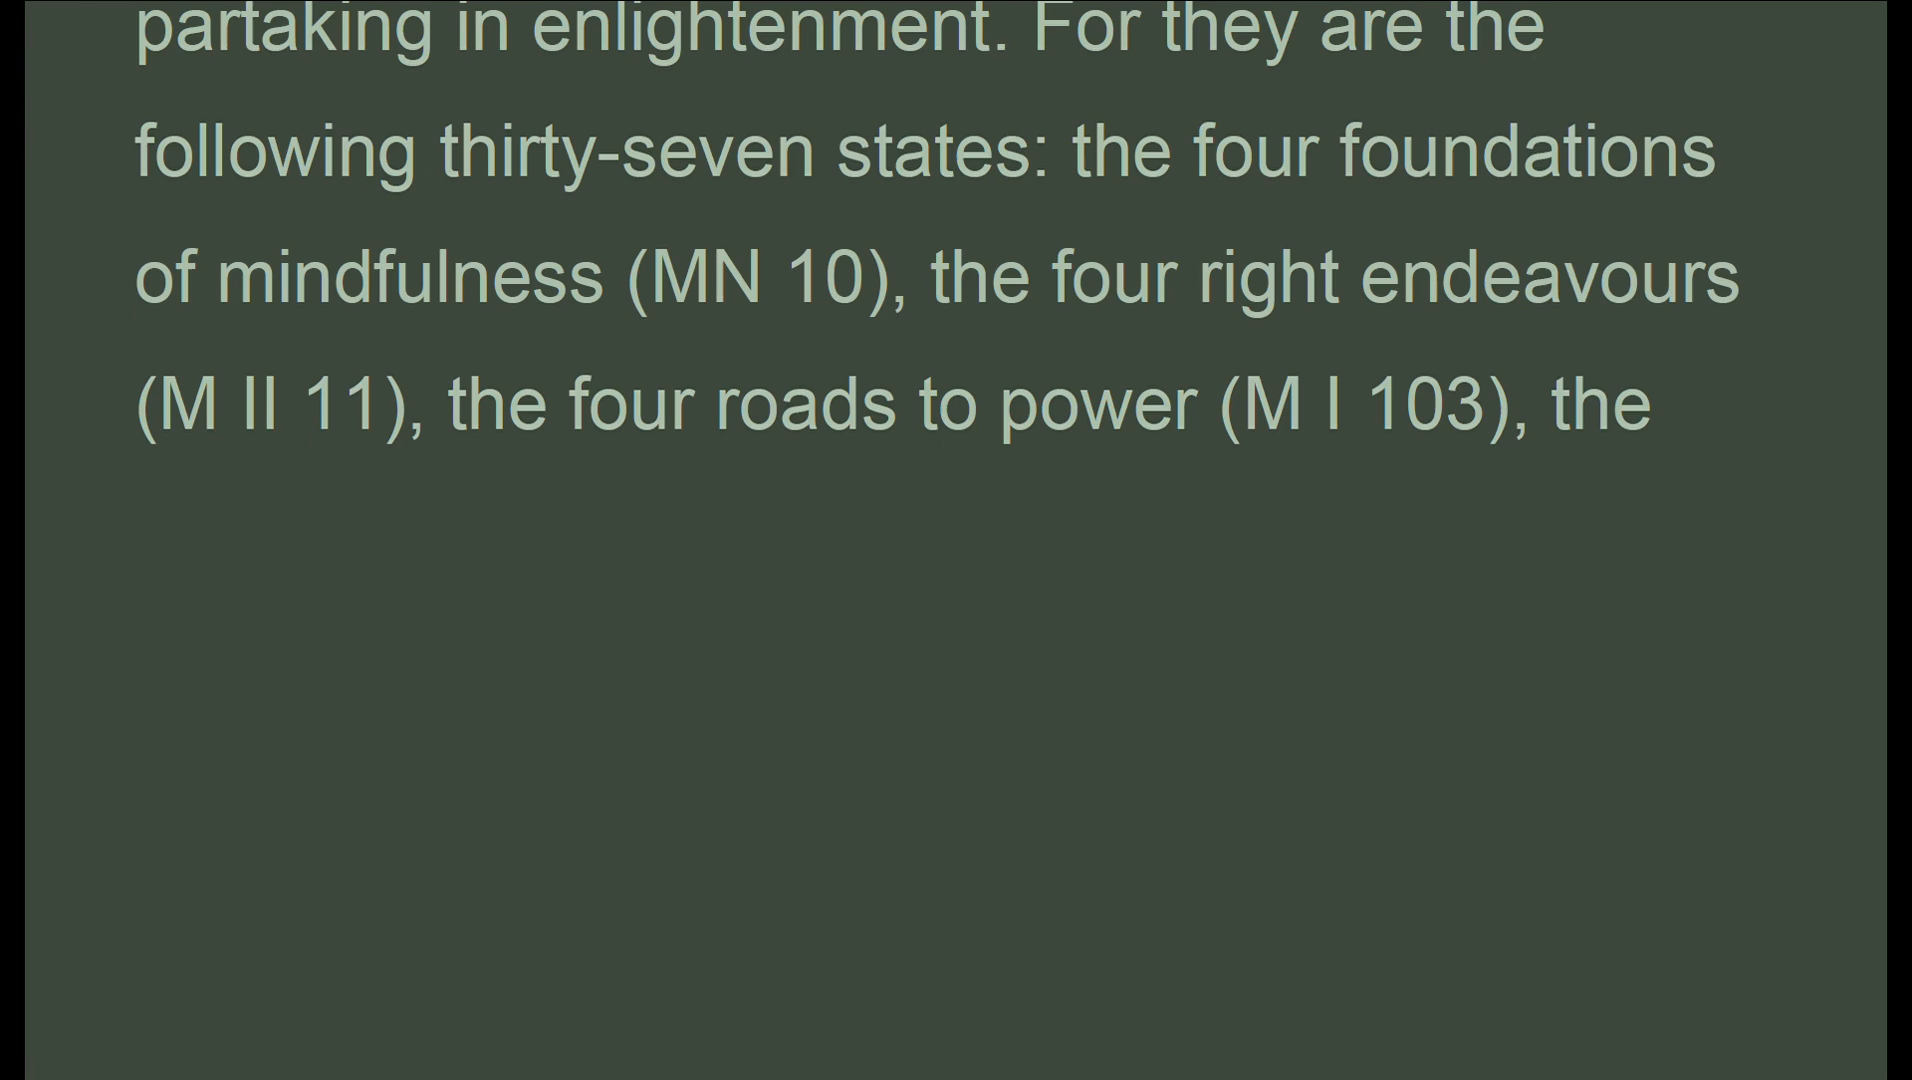 partaking in enlightenment. For they are the
following thirty-seven states: the four foundations
of mindfulness (MN 10), the four right endeavours
(M II 11), the four roads to power (M I 103), the